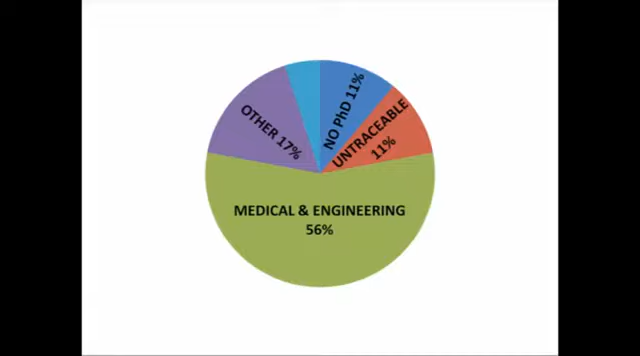 NO PhD 11%
UNTRACEABLE
11%
OTHER 17%
MEDICAL & ENGINEERING
56%